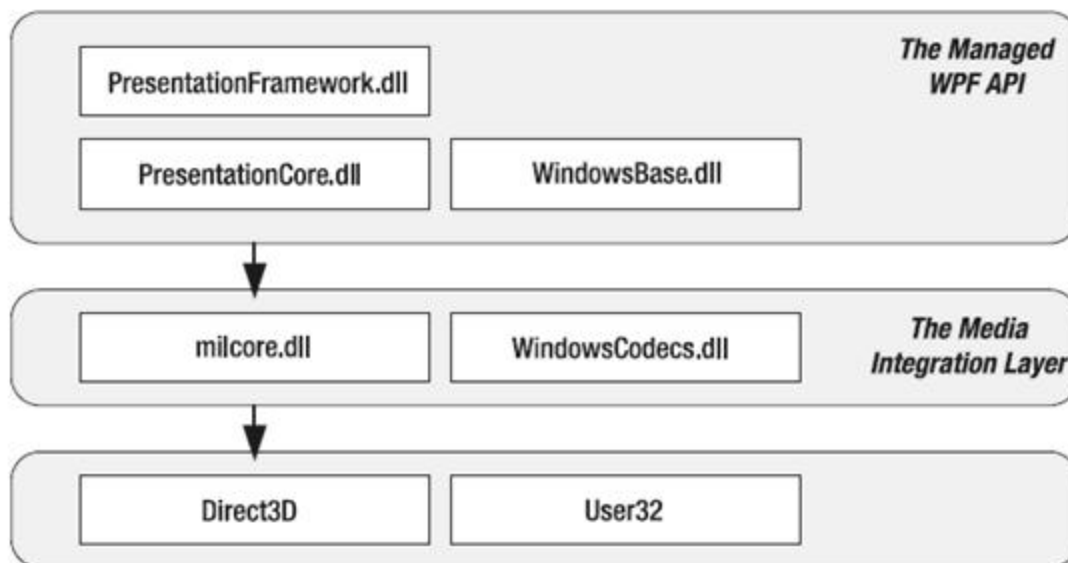 The Managed
WPF API
PresentationFramework.dll
PresentationCore.dll
WindowsBase.dll
milcore.dll
WindowsCodecs.dll
The Media
Integration Layer
Direct3D
User32